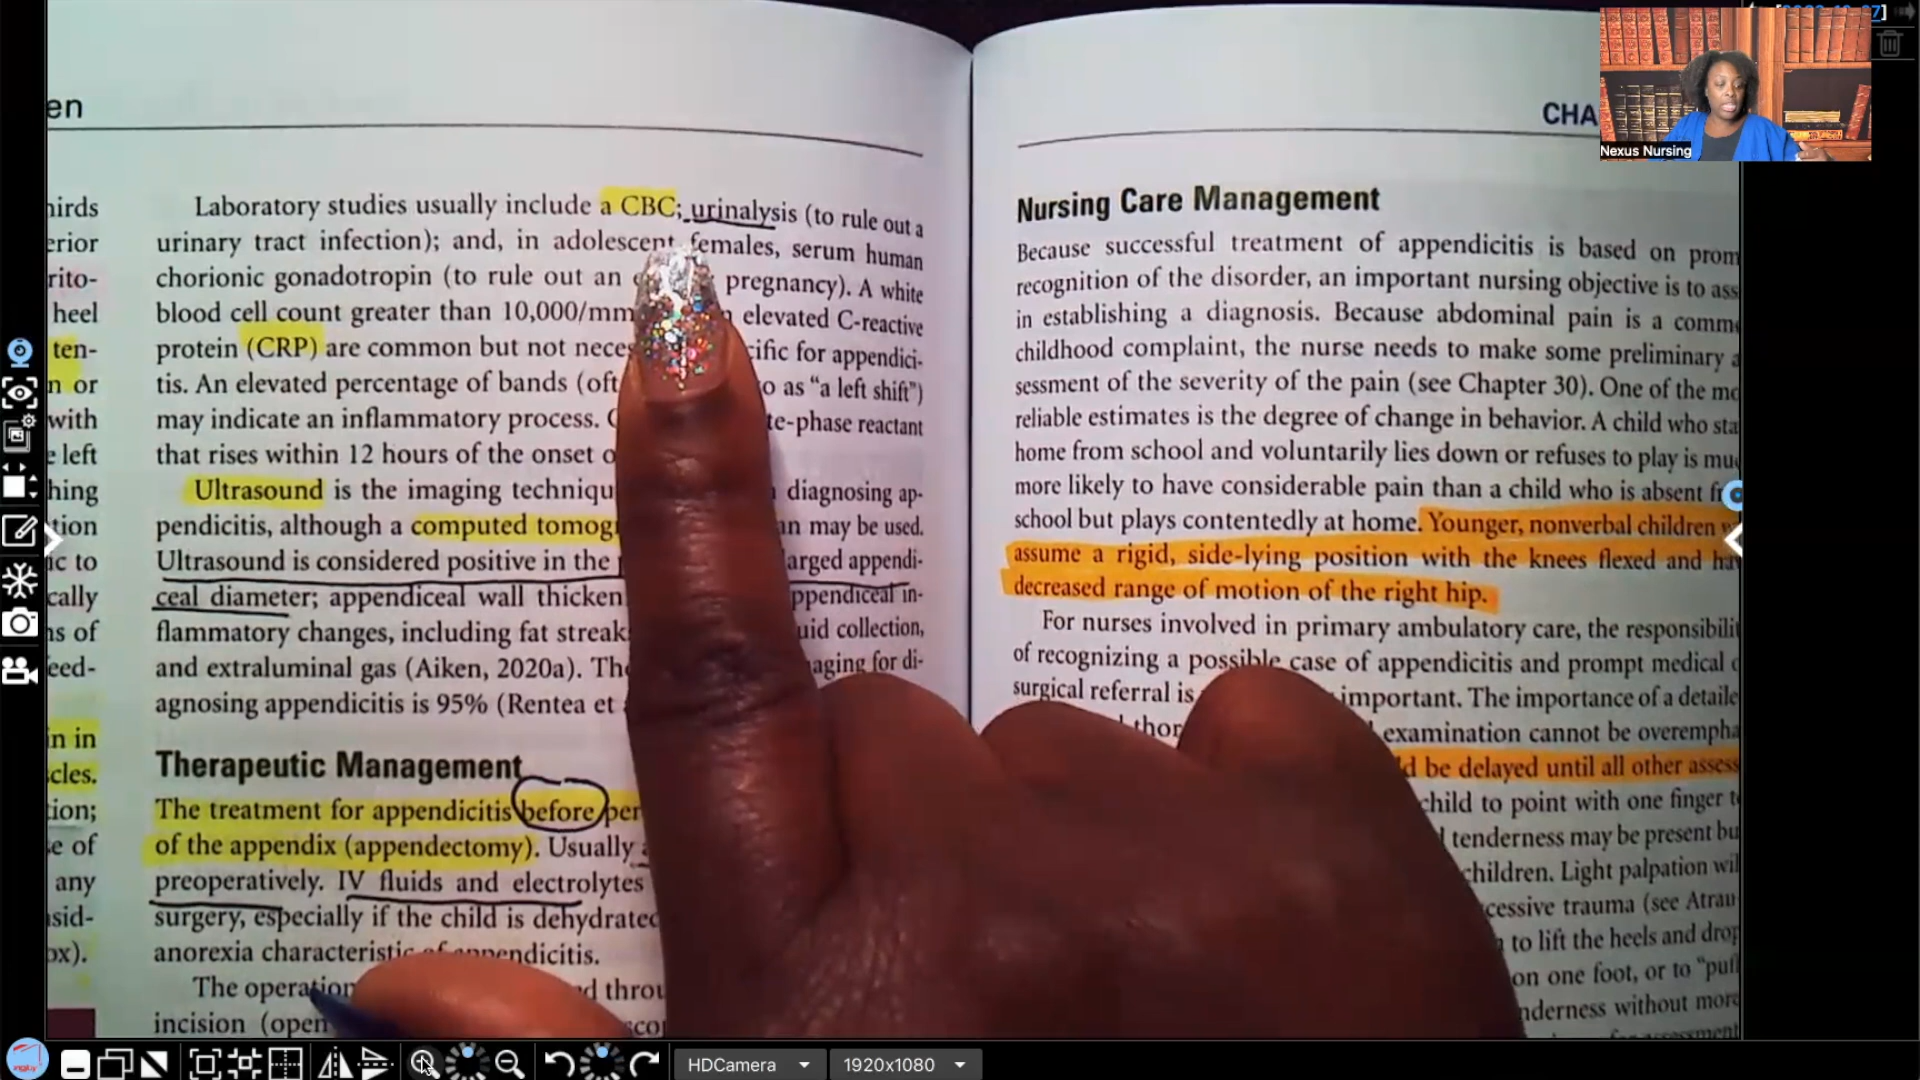 en
CHA
Nexus Nursing
hirds
erior
rito-
heel
ten-
n or
with
e left
hing
tion
ic to
cally
ns of
eed-
n in
cles.
ion;
e of
any
sid-
ox).
Laboratory studies usually include a CBC; urinalysis (to rule out a
urinary tract infection); and, in adolescent females, serum human
chorionic gonadotropin (to rule out an pregnancy). A white
blood cell count greater than 10,000/mm elevated C-reactive
protein (CRP) are common but not neces cific for appendici-
tis. An elevated percentage of bands (oft to as "a left shift")
may indicate an inflammatory process. C te-phase reactant
that rises within 12 hours of the onset o
Ultrasound is the imaging techniqu diagnosing ap-
pendicitis, although a computed tomog an may be used.
Ultrasound is considered positive in the arged appendi-
ceal diameter; appendiceal wall thicken ppendiceal in-
flammatory changes, including fat streak uid collection,
and extraluminal gas (Aiken, 2020a). The aging for di-
agnosing appendicitis is 95% (Rentea et
Therapeutic Management
The treatment for appendicitis before per
of the appendix (appendectomy). Usually
preoperatively. IV fluids and electrolytes
surgery, especially if the child is dehydrated
anorexia characteristic of appendicitis.
The operation d throu
incision (open scop
Nursing Care Management
Because successful treatment of appendicitis is based on prom
recognition of the disorder, an important nursing objective is to ass
in establishing a diagnosis. Because abdominal pain is a comm
childhood complaint, the nurse needs to make some preliminary a
sessment of the severity of the pain (see Chapter 30). One of the mo
reliable estimates is the degree of change in behavior. A child who sta
home from school and voluntarily lies down or refuses to play is mu
more likely to have considerable pain than a child who is absent fr
school but plays contentedly at home. Younger, nonverbal children
assume a rigid, side-lying position with the knees flexed and ha
decreased range of motion of the right hip.
For nurses involved in primary ambulatory care, the responsibilit
of recognizing a possible case of appendicitis and prompt medical
surgical referral is important. The importance of a detaile
thor examination cannot be overempha
d be delayed until all other assess
child to point with one finger t
tenderness may be present bu
children. Light palpation wil
cessive trauma (see Atrau
to lift the heels and drop
on one foot, or to "pul
nderness without more
HDCamera
1920x1080